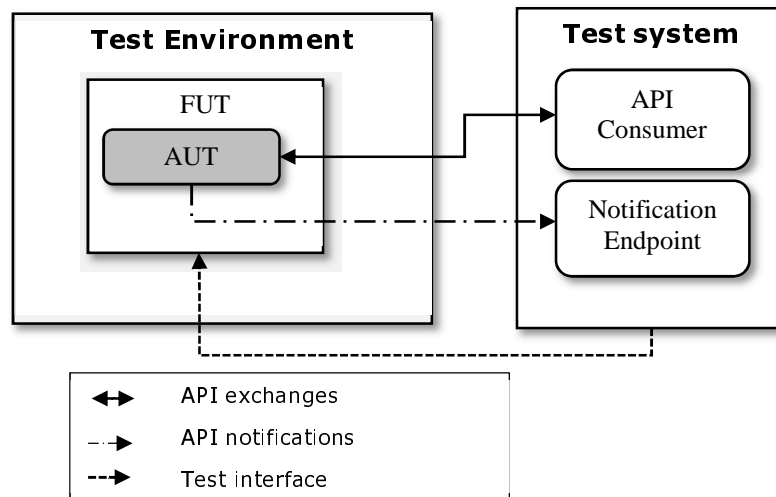 Test Environment
FUT
AUT
Test system
API
Consumer
Notification
Endpoint
API exchanges
API notifications
Test interface